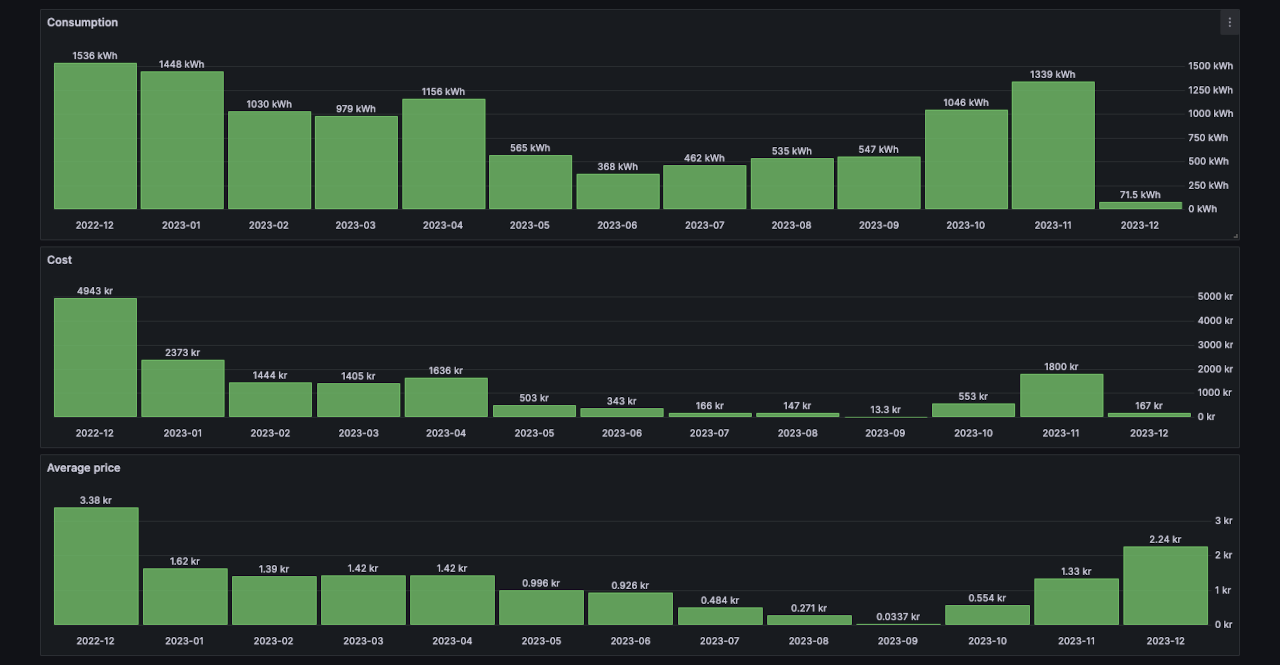 Consumption
1536 kWh
1448 kWh
1030 kWh
979 kWh
1156 kWh
565 kWh
368 kWh
462 kWh
535 kWh
547 kWh
1046 kWh
1339 kWh
71.5 kWh
1500 kWh
1250 kWh
1000 kWh
750 kWh
500 kWh
250 kWh
0 kWh
2022-12 2023-01 2023-02 2023-03 2023-04 2023-05 2023-06 2023-07 2023-08 2023-09 2023-10 2023-11 2023-12
Cost
4943 kr
2373 kr
1444 kr
1405 kr
1636 kr
503 kr
343 kr
166 kr
147 kr
13.3 kr
553 kr
1800 kr
167 kr
5000 kr
4000 kr
3000 kr
2000 kr
1000 kr
0 kr
2022-12 2023-01 2023-02 2023-03 2023-04 2023-05 2023-06 2023-07 2023-08 2023-09 2023-10 2023-11 2023-12
Average price
3.38 kr
1.62 kr
1.39 kr
1.42 kr
1.42 kr
0.996 kr
0.926 kr
0.484 kr
0.271 kr
0.0337 kr
0.554 kr
1.33 kr
2.24 kr
3 kr
2 kr
1 kr
0 kr
2022-12 2023-01 2023-02 2023-03 2023-04 2023-05 2023-06 2023-07 2023-08 2023-09 2023-10 2023-11 2023-12